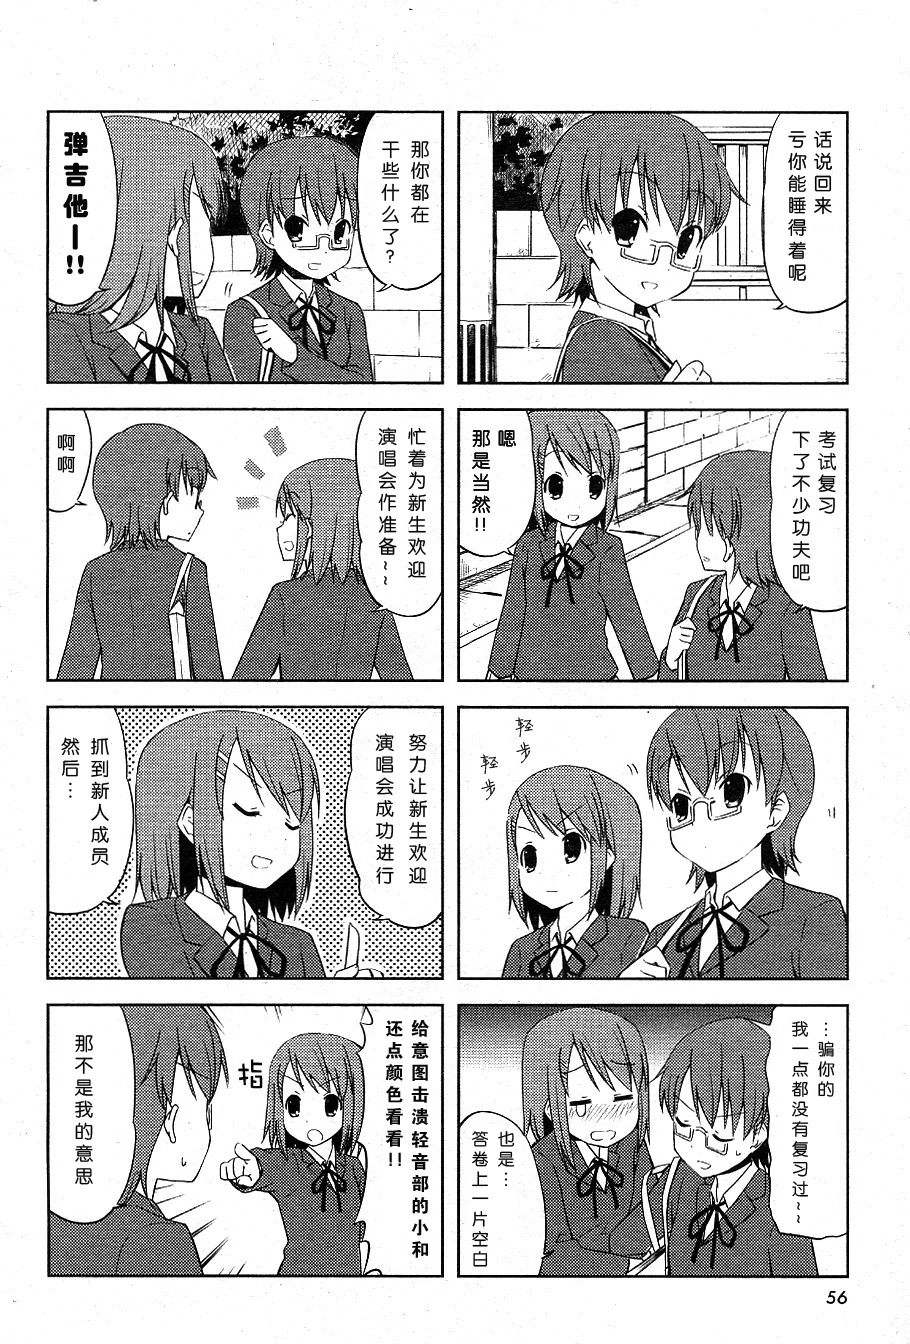 话说回来
亏你能睡得着呢
考试复习
下了不少功夫吧
嗯
那是当然!!
轻步
轻步
…骗你的
我一点都没有复习过~~
也是…
答卷上一片空白
那你都在
干些什么了?
弹吉他—!!
忙着为新生欢迎
演唱会作准备~~
啊啊
努力让新生欢迎
演唱会成功进行
抓到新人成员
然后…
给意图击溃轻音部的小和
还点颜色看看!!
指
那不是我的意思
56